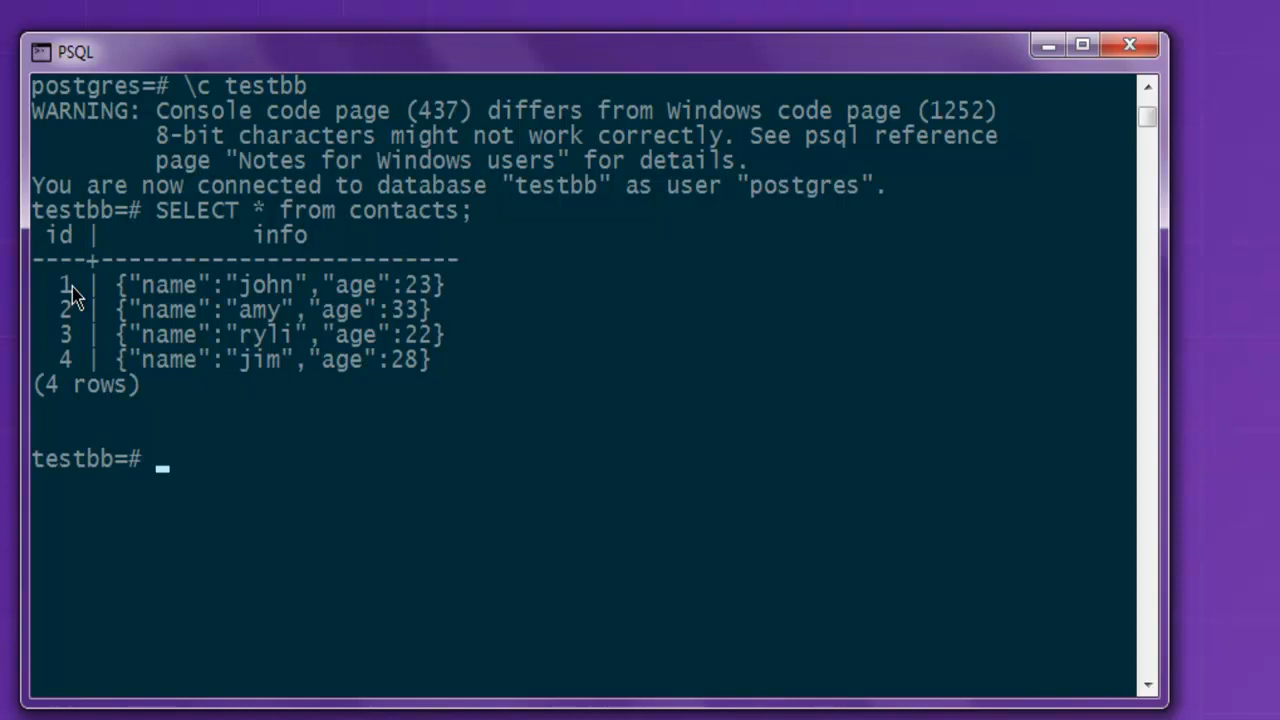 PSQL
postgres=# \c testbb
WARNING: Console code page (437) differs from Windows code page (1252)
         8-bit characters might not work correctly. See psql reference
         page "Notes for Windows users" for details.
You are now connected to database "testbb" as user "postgres".
testbb=# SELECT * from contacts;
 id |           info
----+--------------------------
  1 | {"name":"john","age":23}
  2 | {"name":"amy","age":33}
  3 | {"name":"ryli","age":22}
  4 | {"name":"jim","age":28}
(4 rows)
testbb=#